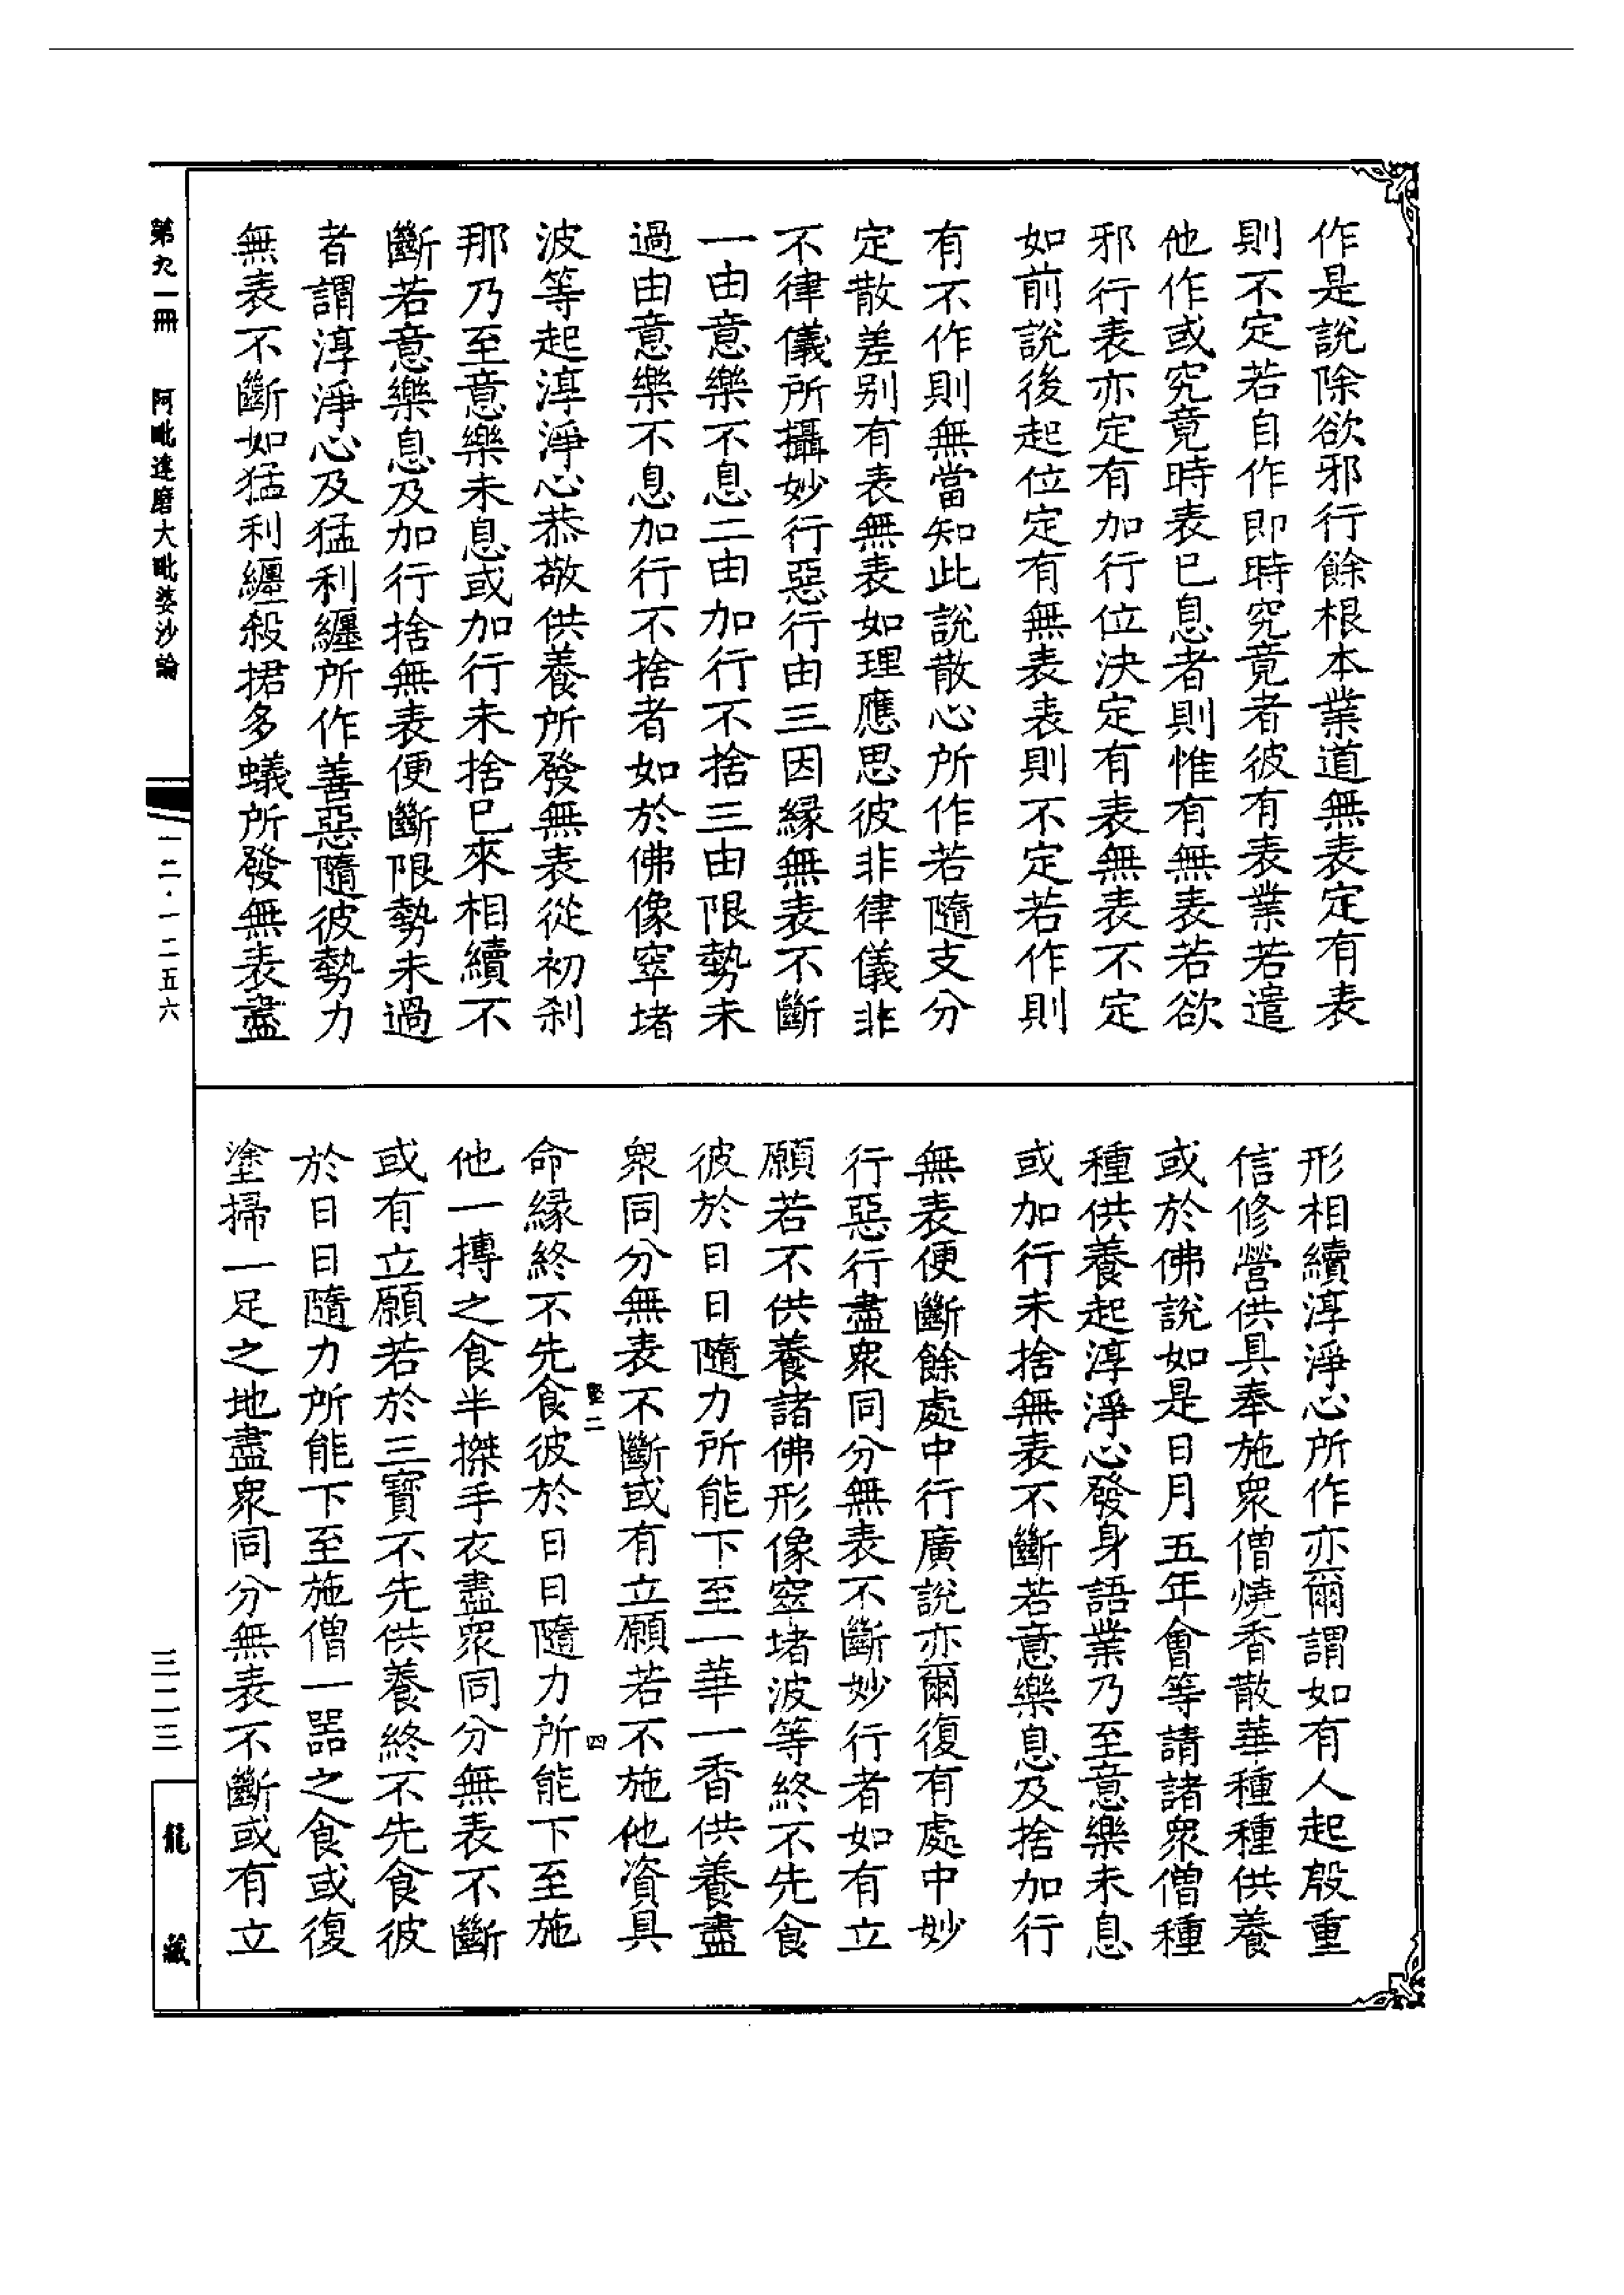 作是說除欲邪行餘根本業道無表定有表
則不定若自作即時究竟者彼有表業若遣
他作或究竟時表已息者則惟有無表若欲
邪行表亦定有加行位決定有表無表不定
如前說後起位定有無表表則不定若作則
有不作則無當知此說散心所作若隨支分
定散差別有表無表如理應思彼非律儀非
不律儀所攝妙行惡行由三因緣無表不斷
一由意樂不息二由加行不捨三由限勢未
過由意樂不息加行不捨者如於佛像窣堵
波等起淳淨心恭敬供養所發無表從初剎
那乃至意樂未息或加行未捨已來相續不
斷若意樂息及加行捨無表便斷限勢未過
者謂淳淨心及猛利纏所作善惡隨彼勢力
無表不斷如猛利纏殺捃多蟻所發無表盡
形相續淳淨心所作亦爾謂如有人起殷重
信修營供具奉施眾僧燒香散華種種供養
或於佛說如是日月五年會等請諸眾僧種
種供養起淳淨心發身語業乃至意樂未息
或加行未捨無表不斷若意樂息及捨加行
無表便斷餘處中行廣說亦爾復有處中妙
行惡行盡眾同分無表不斷妙行者如有立
願若不供養諸佛形像窣堵波等終不先食
彼於日日隨力所能下至一華一香供養盡
眾同分無表不斷或有立願若不施他資具
命緣終不先食彼於日日隨力所能下至施
他一摶之食半搩手衣盡眾同分無表不斷
或有立願若於三寶不先供養終不先食彼
於日日隨力所能下至施僧一器之食或復
塗掃一足之地盡眾同分無表不斷或有立
第九一冊 阿毗達磨大毗婆沙論
一二·一二五六
三二三
龍藏